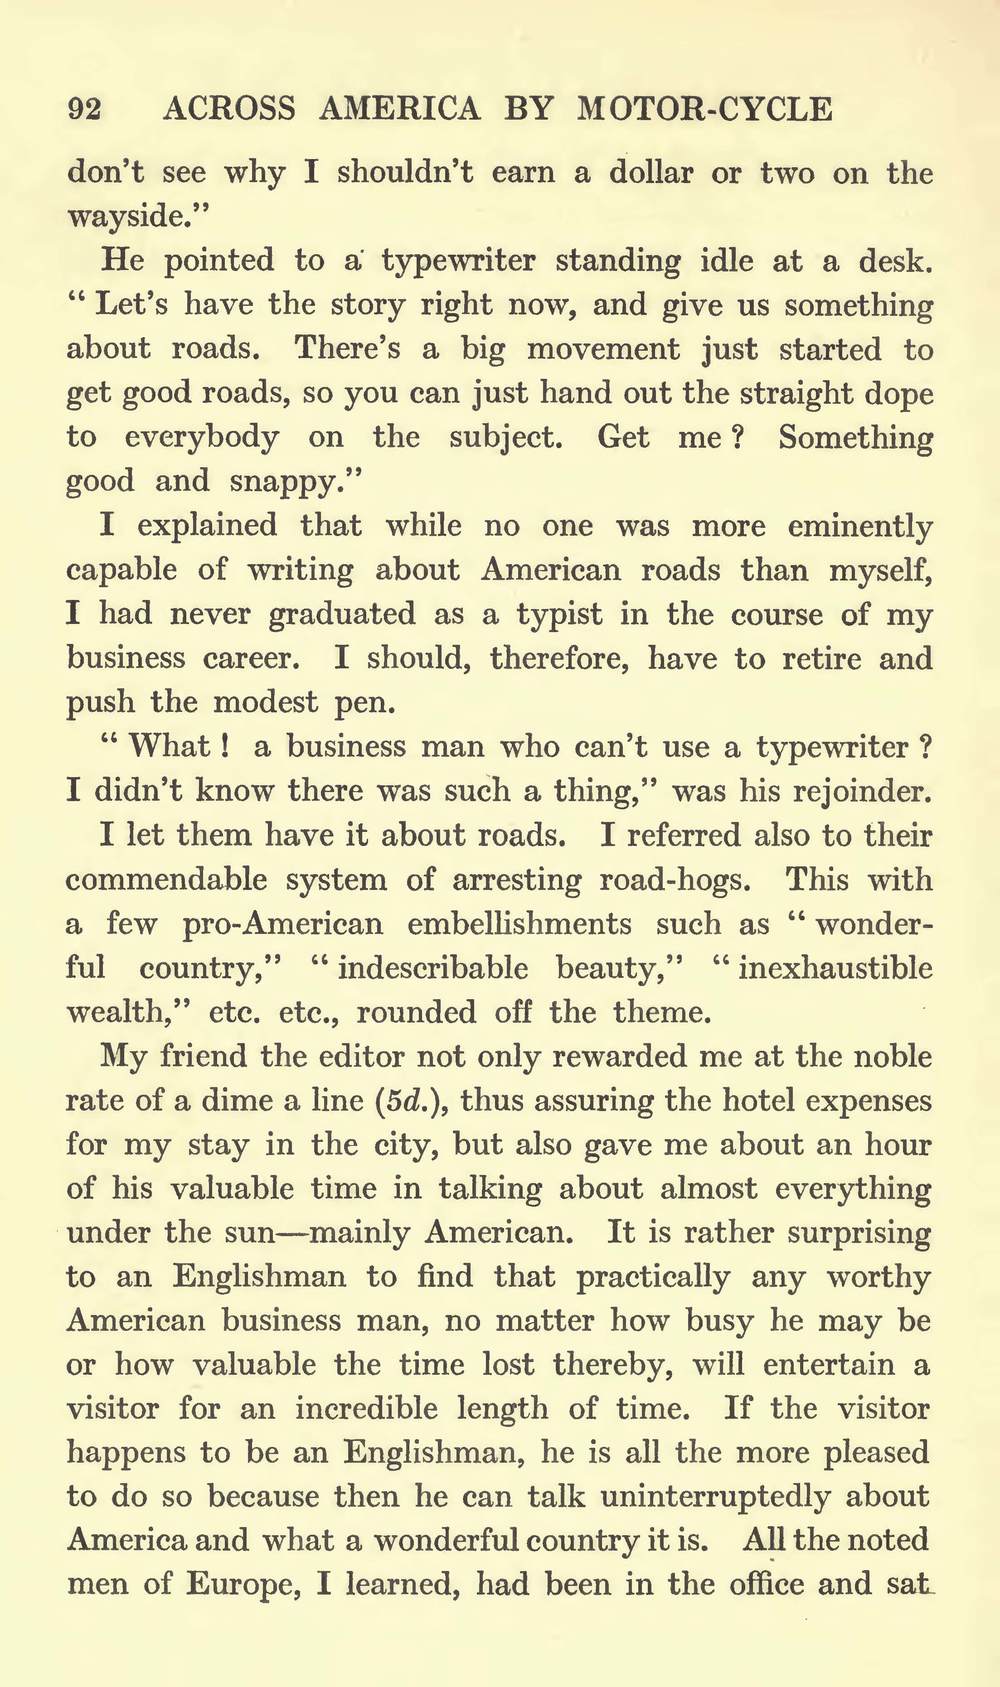 92 ACROSS AMERICA BY MOTOR-CYCLE
don't see why I shouldn't earn a dollar or two on the
wayside."
He pointed to a typewriter standing idle at a desk.
" Let's have the story right now, and give us something
about roads. There's a big movement just started to
get good roads, so you can just hand out the straight dope
to everybody on the subject. Get me ? Something
good and snappy."
I explained that while no one was more eminently
capable of writing about American roads than myself,
I had never graduated as a typist in the course of my
business career. I should, therefore, have to retire and
push the modest pen.
" What ! a business man who can't use a typewriter ?
I didn't know there was such a thing," was his rejoinder.
I let them have it about roads. I referred also to their
commendable system of arresting road-hogs. This with
a few pro-American embellishments such as " wonder-
ful country," " indescribable beauty," " inexhaustible
wealth," etc. etc., rounded off the theme.
My friend the editor not only rewarded me at the noble
rate of a dime a line (5d.), thus assuring the hotel expenses
for my stay in the city, but also gave me about an hour
of his valuable time in talking about almost everything
under the sun—mainly American. It is rather surprising
to an Englishman to find that practically any worthy
American business man, no matter how busy he may be
or how valuable the time lost thereby, will entertain a
visitor for an incredible length of time. If the visitor
happens to be an Englishman, he is all the more pleased
to do so because then he can talk uninterruptedly about
America and what a wonderful country it is. All the noted
men of Europe, I learned, had been in the office and sat